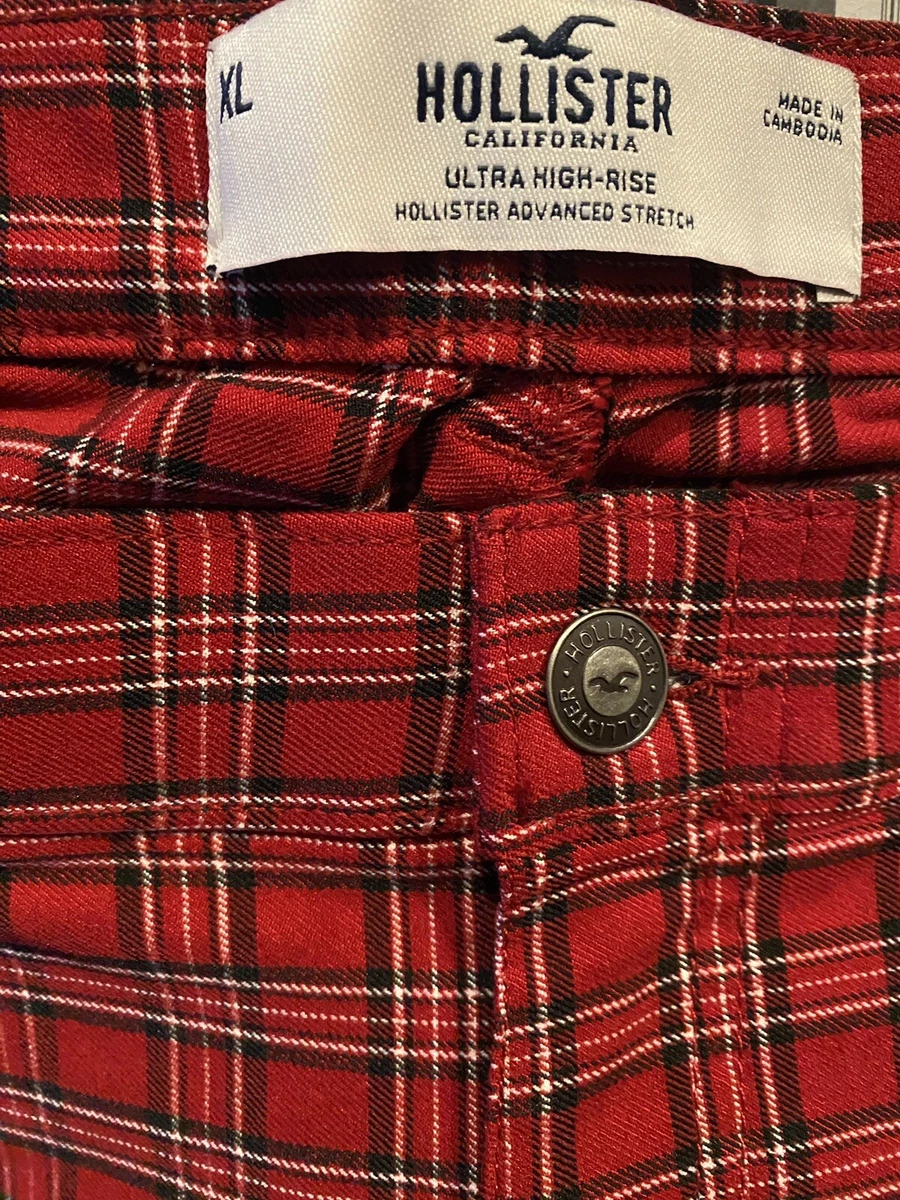 XL
HOLLISTER
CALIFORNIA
ULTRA HIGH-RISE
HOLLISTER ADVANCED STRETCH
MADE IN
CAMBODIA
HOLLISTER · HOLLISTER ·